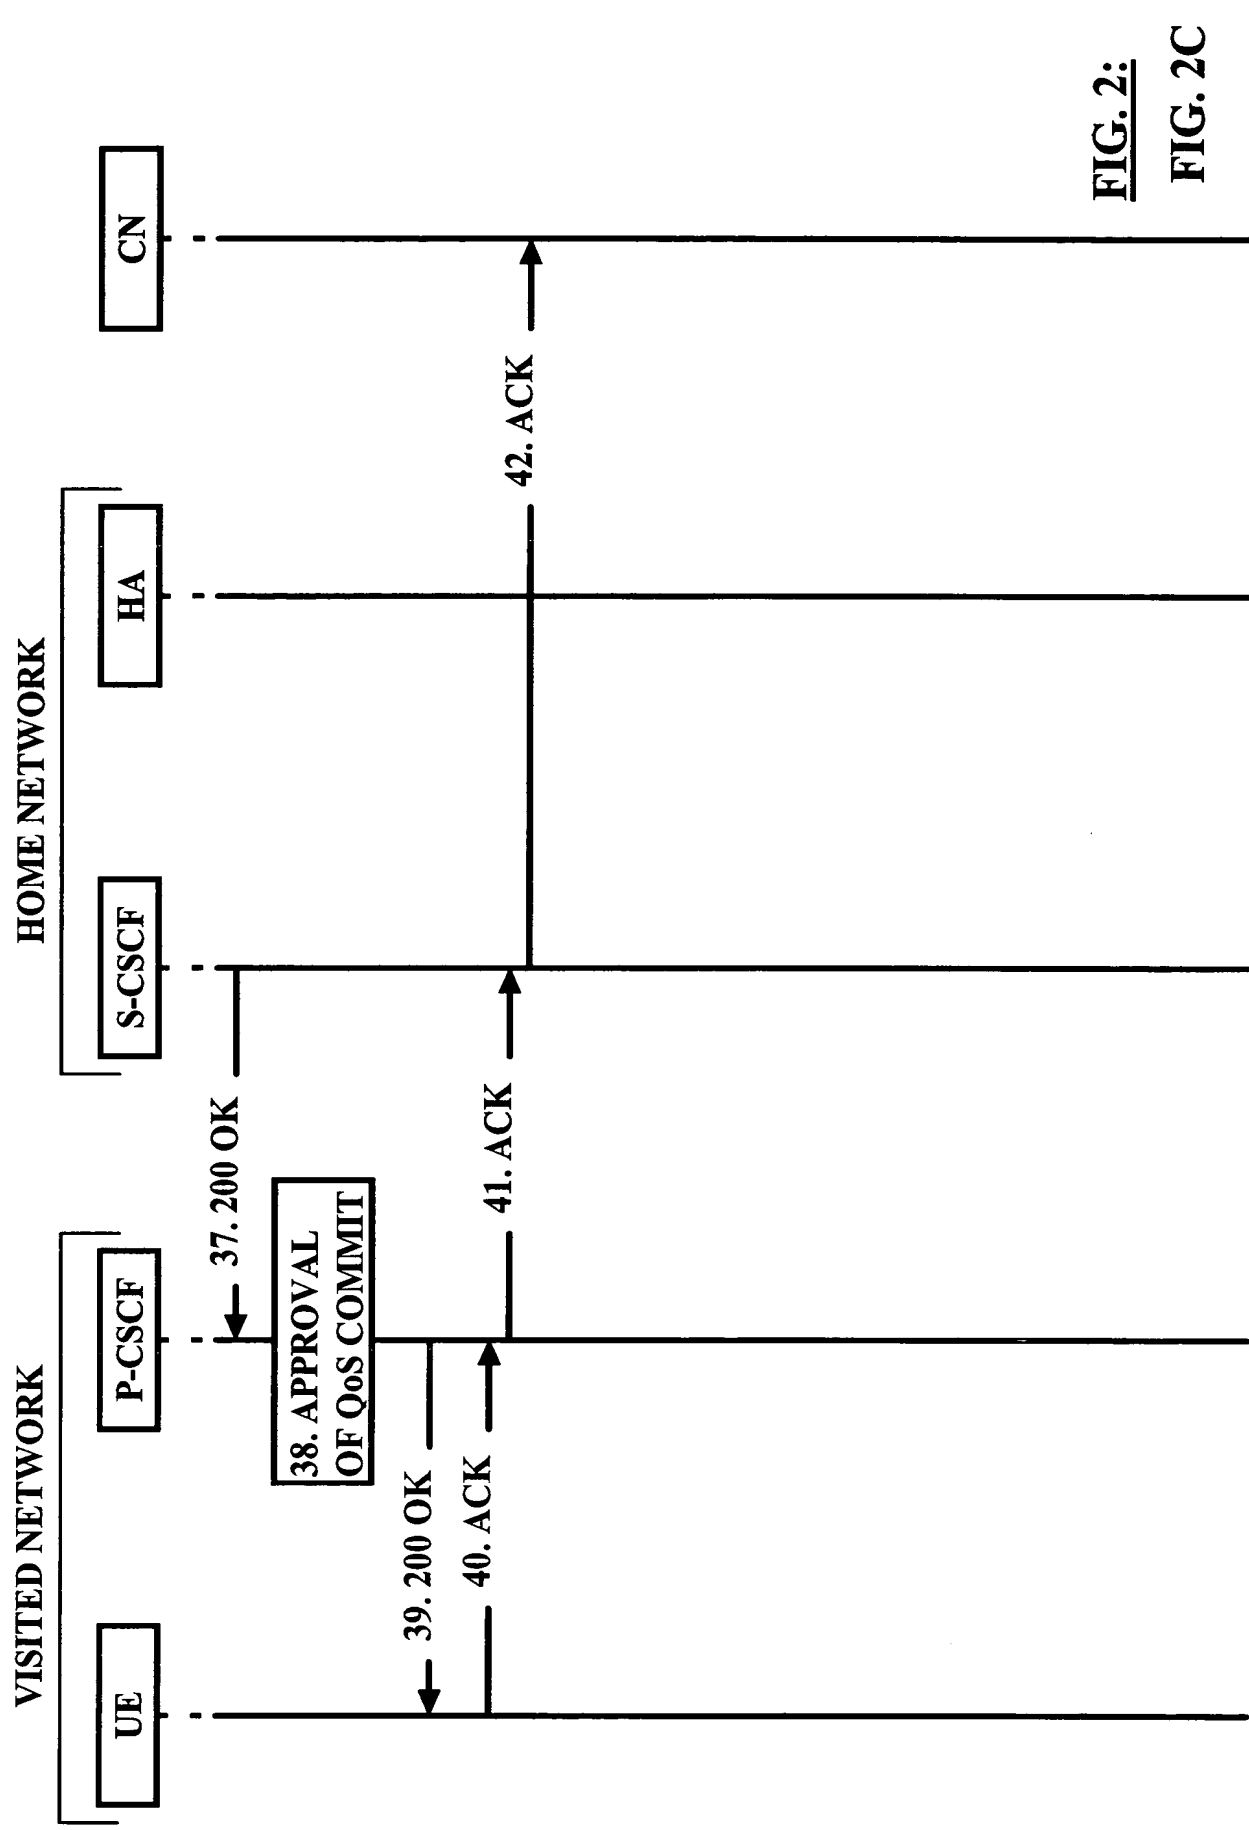 VISITED NETWORK
HOME NETWORK
UE
P-CSCF
S-CSCF
HA
CN
37. 200 OK
38. APPROVAL
OF QoS COMMIT
39. 200 OK
40. ACK
41. ACK
42. ACK
FIG. 2:
FIG. 2C